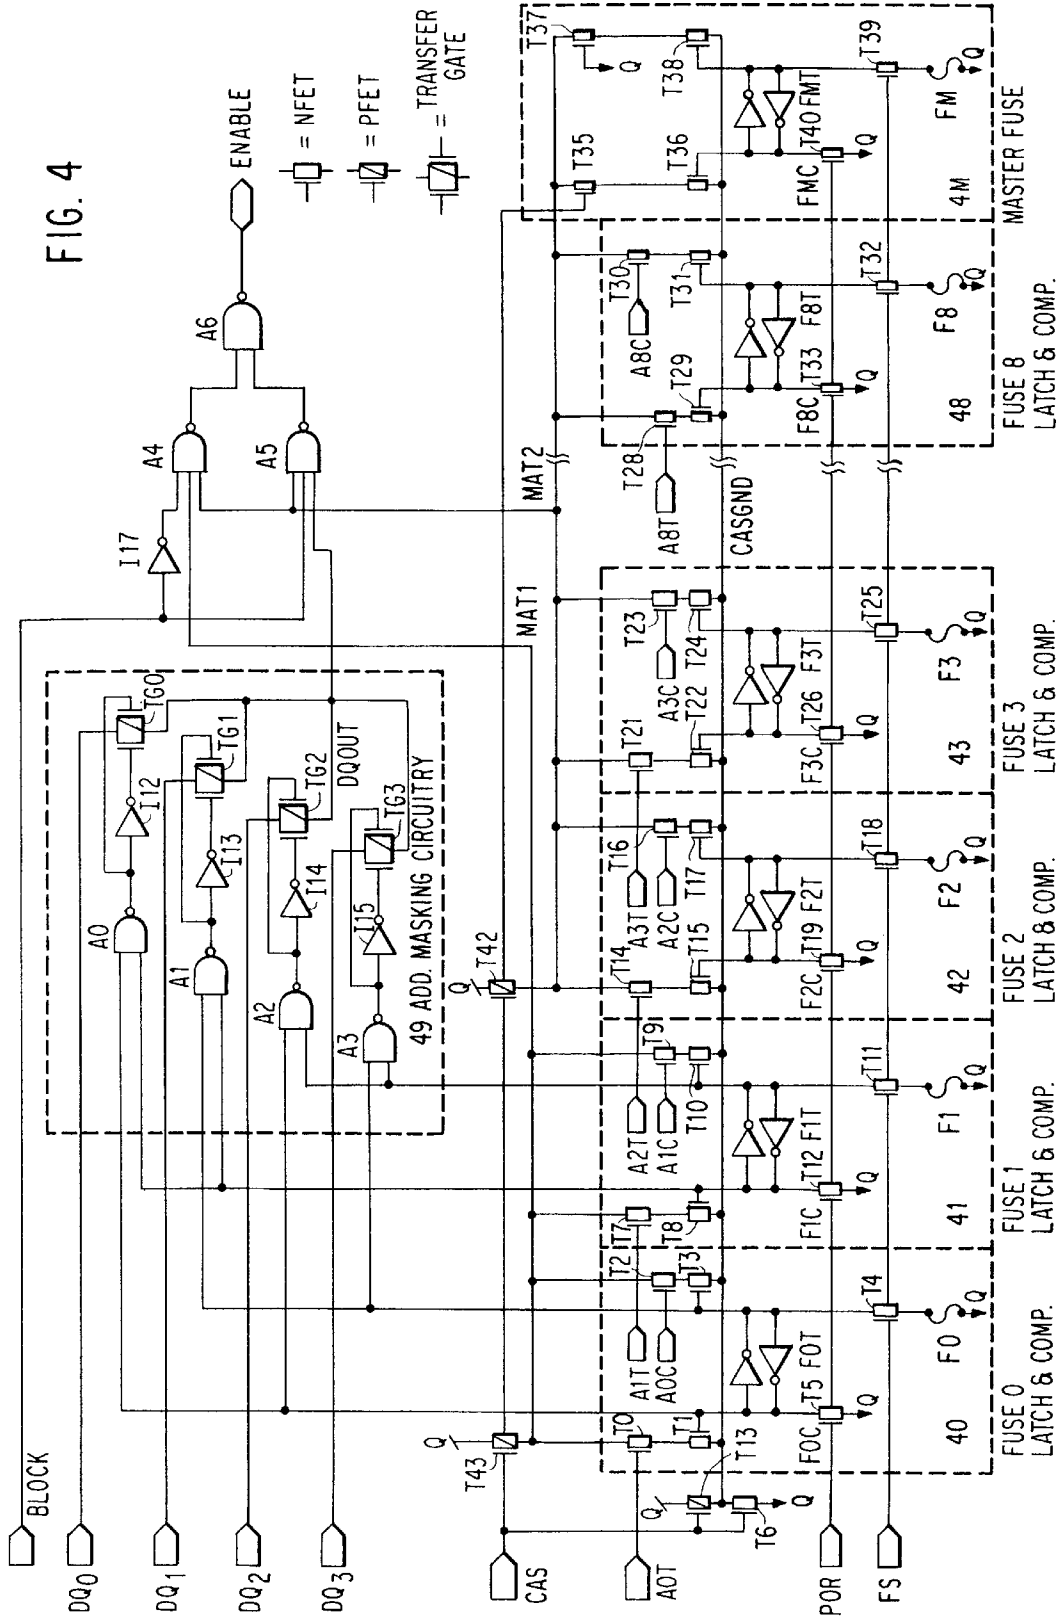 FIG. 4
BLOCK
DQ0
DQ1
DQ2
DQ3
CAS
A0T
POR
FS
ENABLE
= NFET
= PFET
= TRANSFER
GATE
A6
A4
A5
I17
A0
I12
TG0
A1
I13
TG1
A2
I14
TG2
DQOUT
A3
I15
TG3
49 ADD. MASKING CIRCUITRY
MAT1
MAT2
CASGND
Q
T43
Q
T42
Q
T13
T6
Q
T0
T1
A1T
A0C
T2
T3
F0C
T5
F0T
T4
Q
F0
Q
40
FUSE 0
LATCH & COMP.
T7
T8
A2T
A1C
T9
T10
F1C
T12
F1T
T11
Q
F1
Q
41
FUSE 1
LATCH & COMP.
T14
T15
A3T
A2C
T16
T17
F2C
T19
F2T
T18
Q
F2
Q
42
FUSE 2
LATCH & COMP.
T21
T22
A3C
T23
T24
F3C
T26
F3T
T25
Q
F3
Q
43
FUSE 3
LATCH & COMP.
A8T
T28
T29
A8C
T30
T31
F8C
T33
F8T
T32
Q
F8
Q
48
FUSE 8
LATCH & COMP.
T35
T36
T37
Q
T38
FMC
T40
FMT
T39
Q
FM
Q
4M
MASTER FUSE